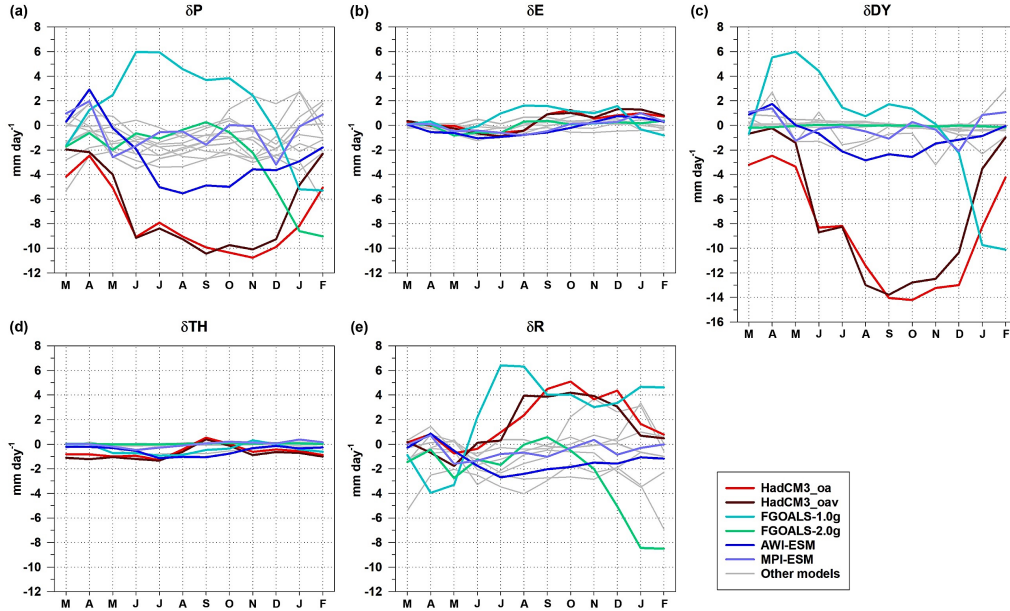 (a) δP
mm day-1
8
6
4
2
0
-2
-4
-6
-8
-10
-12
M A M J J A S O N D J F
(b) δE
mm day-1
8
6
4
2
0
-2
-4
-6
-8
-10
-12
M A M J J A S O N D J F
(c) δDY
mm day-1
8
6
4
2
0
-2
-4
-6
-8
-10
-12
-14
-16
M A M J J A S O N D J F
(d) δTH
mm day-1
8
6
4
2
0
-2
-4
-6
-8
-10
-12
M A M J J A S O N D J F
(e) δR
mm day-1
8
6
4
2
0
-2
-4
-6
-8
-10
-12
M A M J J A S O N D J F
HadCM3_oa
HadCM3_oav
FGOALS-1.0g
FGOALS-2.0g
AWI-ESM
MPI-ESM
Other models